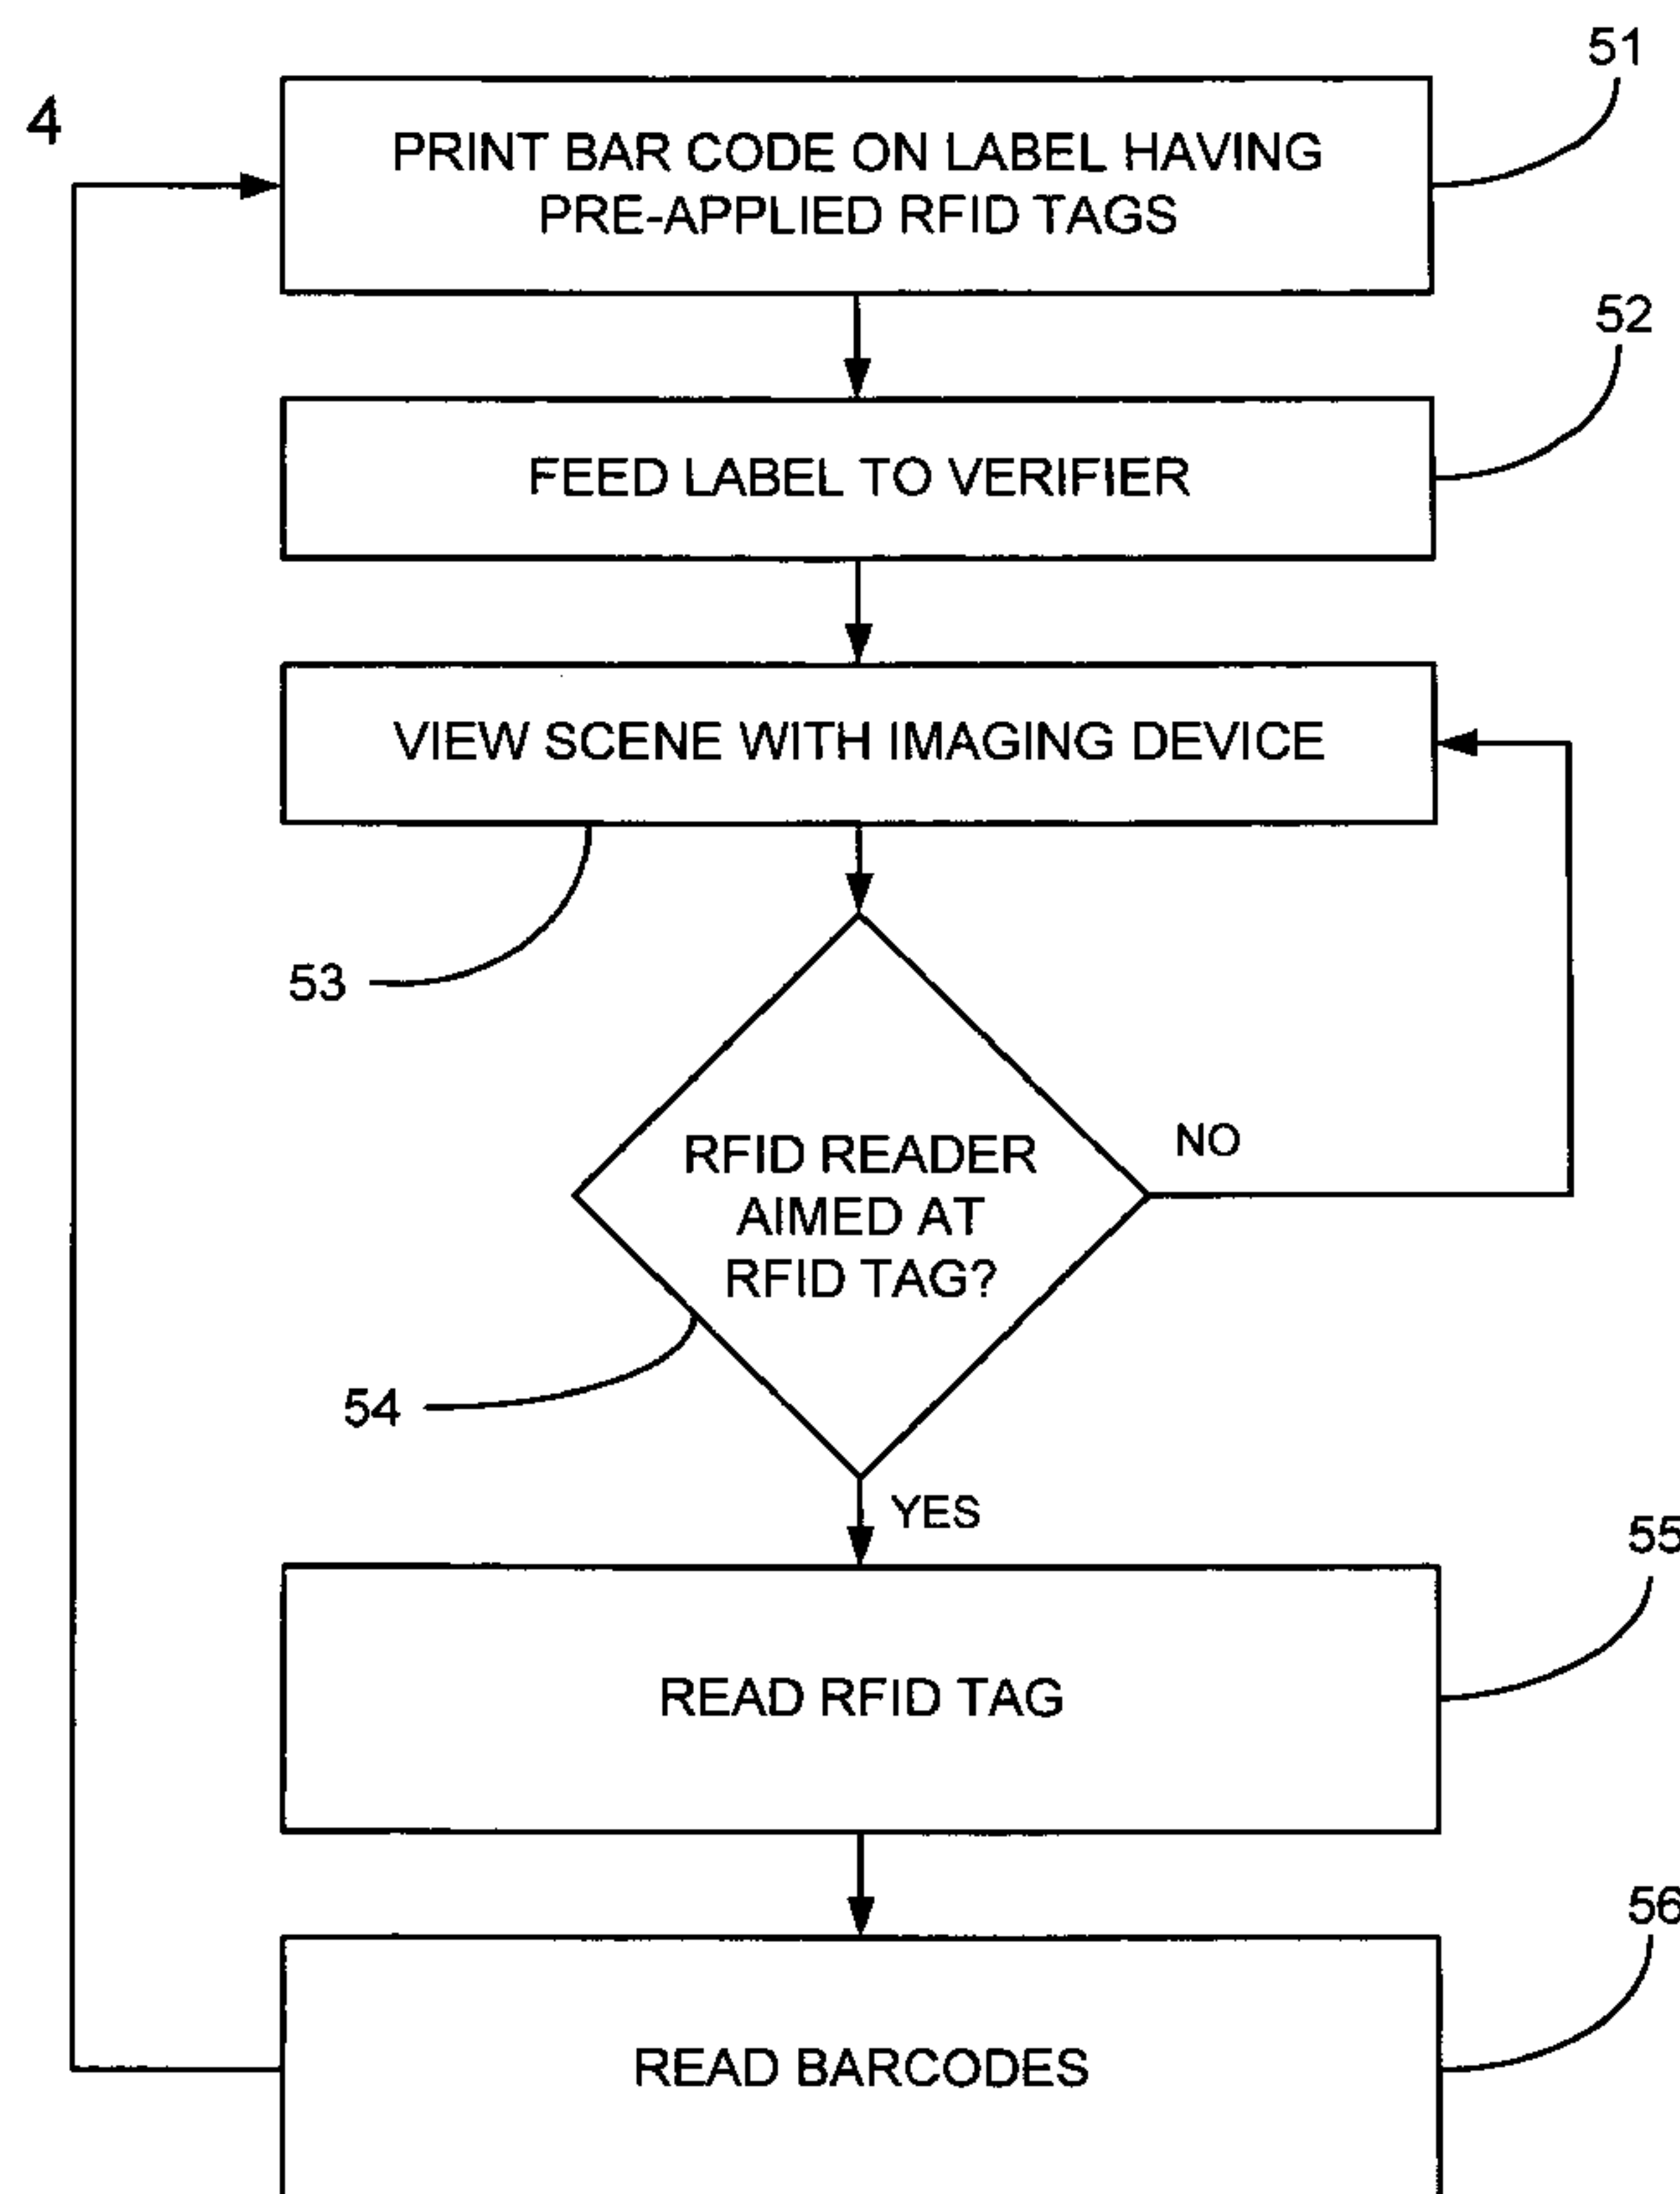 51
4
PRINT BAR CODE ON LABEL HAVING
PRE-APPLIED RFID TAGS
52
FEED LABEL TO VERIFIER
VIEW SCENE WITH IMAGING DEVICE
53
NO
RFID READER
AIMED AT
RFID TAG?
54
YES
55
READ RFID TAG
56
READ BARCODES